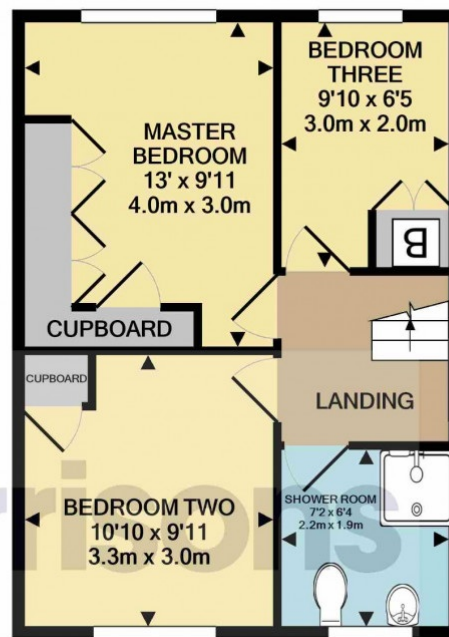 MASTER
BEDROOM
13' x 9'11
4.0m x 3.0m
BEDROOM
THREE
9'10 x 6'5
3.0m x 2.0m
B
CUPBOARD
CUPBOARD
LANDING
BEDROOM TWO
10'10 x 9'11
3.3m x 3.0m
SHOWER ROOM
7'2 x 6'4
2.2m x 1.9m
rrisons